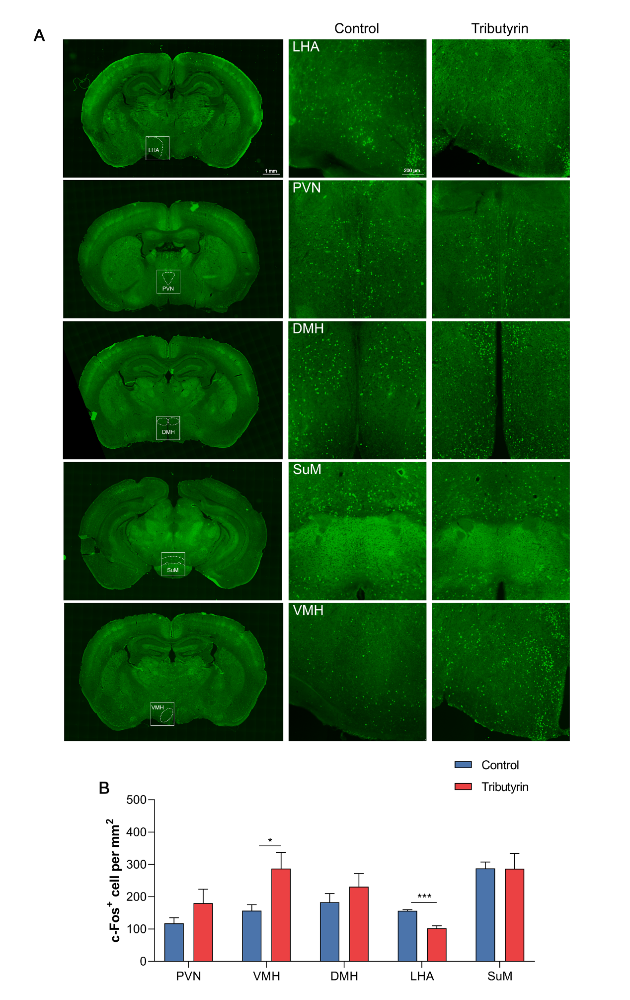 A
Control
Tributyrin
LHA
LHA
1 mm
200 µm
PVN
PVN
DMH
DMH
SuM
SuM
VMH
VMH
Control
Tributyrin
B
c-Fos+ cell per mm2
500
400
300
200
100
0
*
***
PVN
VMH
DMH
LHA
SuM